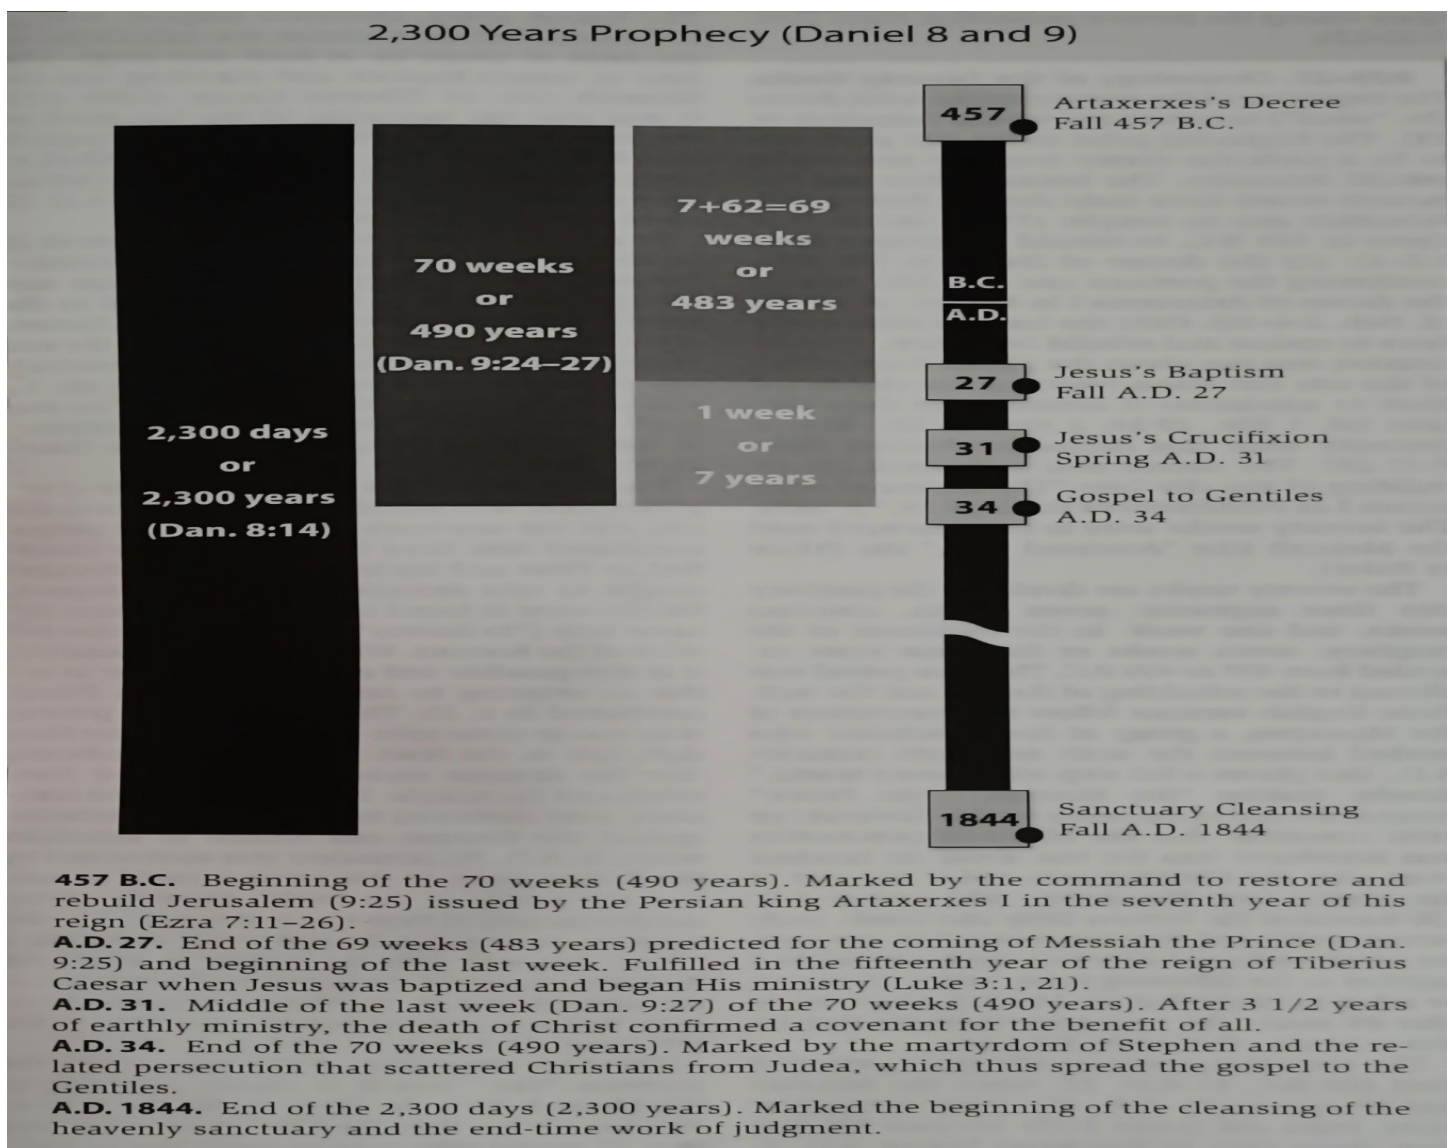 2,300 Years Prophecy (Daniel 8 and 9)
2,300 days
or
2,300 years
(Dan. 8:14)
70 weeks
or
490 years
(Dan. 9:24–27)
7+62=69
weeks
or
483 years
1 week
or
7 years
457
Artaxerxes's Decree
Fall 457 B.C.
B.C.
A.D.
27
Jesus's Baptism
Fall A.D. 27
31
Jesus's Crucifixion
Spring A.D. 31
34
Gospel to Gentiles
A.D. 34
1844
Sanctuary Cleansing
Fall A.D. 1844
457 B.C. Beginning of the 70 weeks (490 years). Marked by the command to restore and
rebuild Jerusalem (9:25) issued by the Persian king Artaxerxes I in the seventh year of his
reign (Ezra 7:11–26).
A.D. 27. End of the 69 weeks (483 years) predicted for the coming of Messiah the Prince (Dan.
9:25) and beginning of the last week. Fulfilled in the fifteenth year of the reign of Tiberius
Caesar when Jesus was baptized and began His ministry (Luke 3:1, 21).
A.D. 31. Middle of the last week (Dan. 9:27) of the 70 weeks (490 years). After 3 1/2 years
of earthly ministry, the death of Christ confirmed a covenant for the benefit of all.
A.D. 34. End of the 70 weeks (490 years). Marked by the martyrdom of Stephen and the re-
lated persecution that scattered Christians from Judea, which thus spread the gospel to the
Gentiles.
A.D. 1844. End of the 2,300 days (2,300 years). Marked the beginning of the cleansing of the
heavenly sanctuary and the end-time work of judgment.